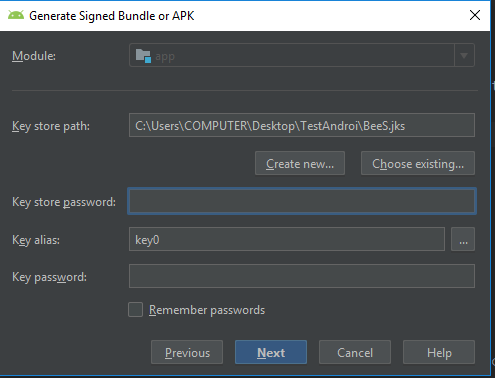 Generate Signed Bundle or APK
Module: app
Key store path: C:\Users\COMPUTER\Desktop\TestAndroi\BeeS.jks
Create new... Choose existing...
Key store password:
Key alias: key0 ...
Key password:
Remember passwords
Previous Next Cancel Help